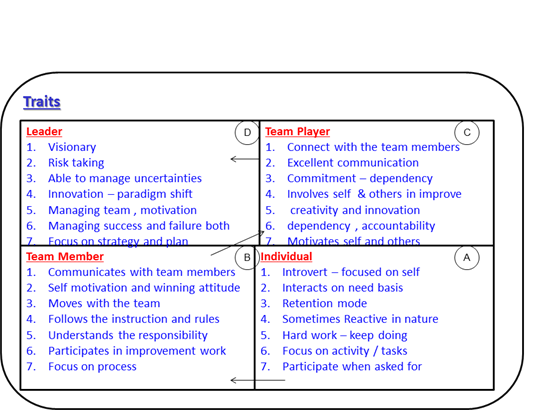 Traits
Leader
D
1. Visionary
2. Risk taking
3. Able to manage uncertainties
4. Innovation – paradigm shift
5. Managing team , motivation
6. Managing success and failure both
7. Focus on strategy and plan
Team Player
C
1. Connect with the team members
2. Excellent communication
3. Commitment – dependency
4. Involves self & others in improve
5. creativity and innovation
6. dependency , accountability
7. Motivates self and others
Team Member
B
1. Communicates with team members
2. Self motivation and winning attitude
3. Moves with the team
4. Follows the instruction and rules
5. Understands the responsibility
6. Participates in improvement work
7. Focus on process
Individual
A
1. Introvert – focused on self
2. Interacts on need basis
3. Retention mode
4. Sometimes Reactive in nature
5. Hard work – keep doing
6. Focus on activity / tasks
7. Participate when asked for